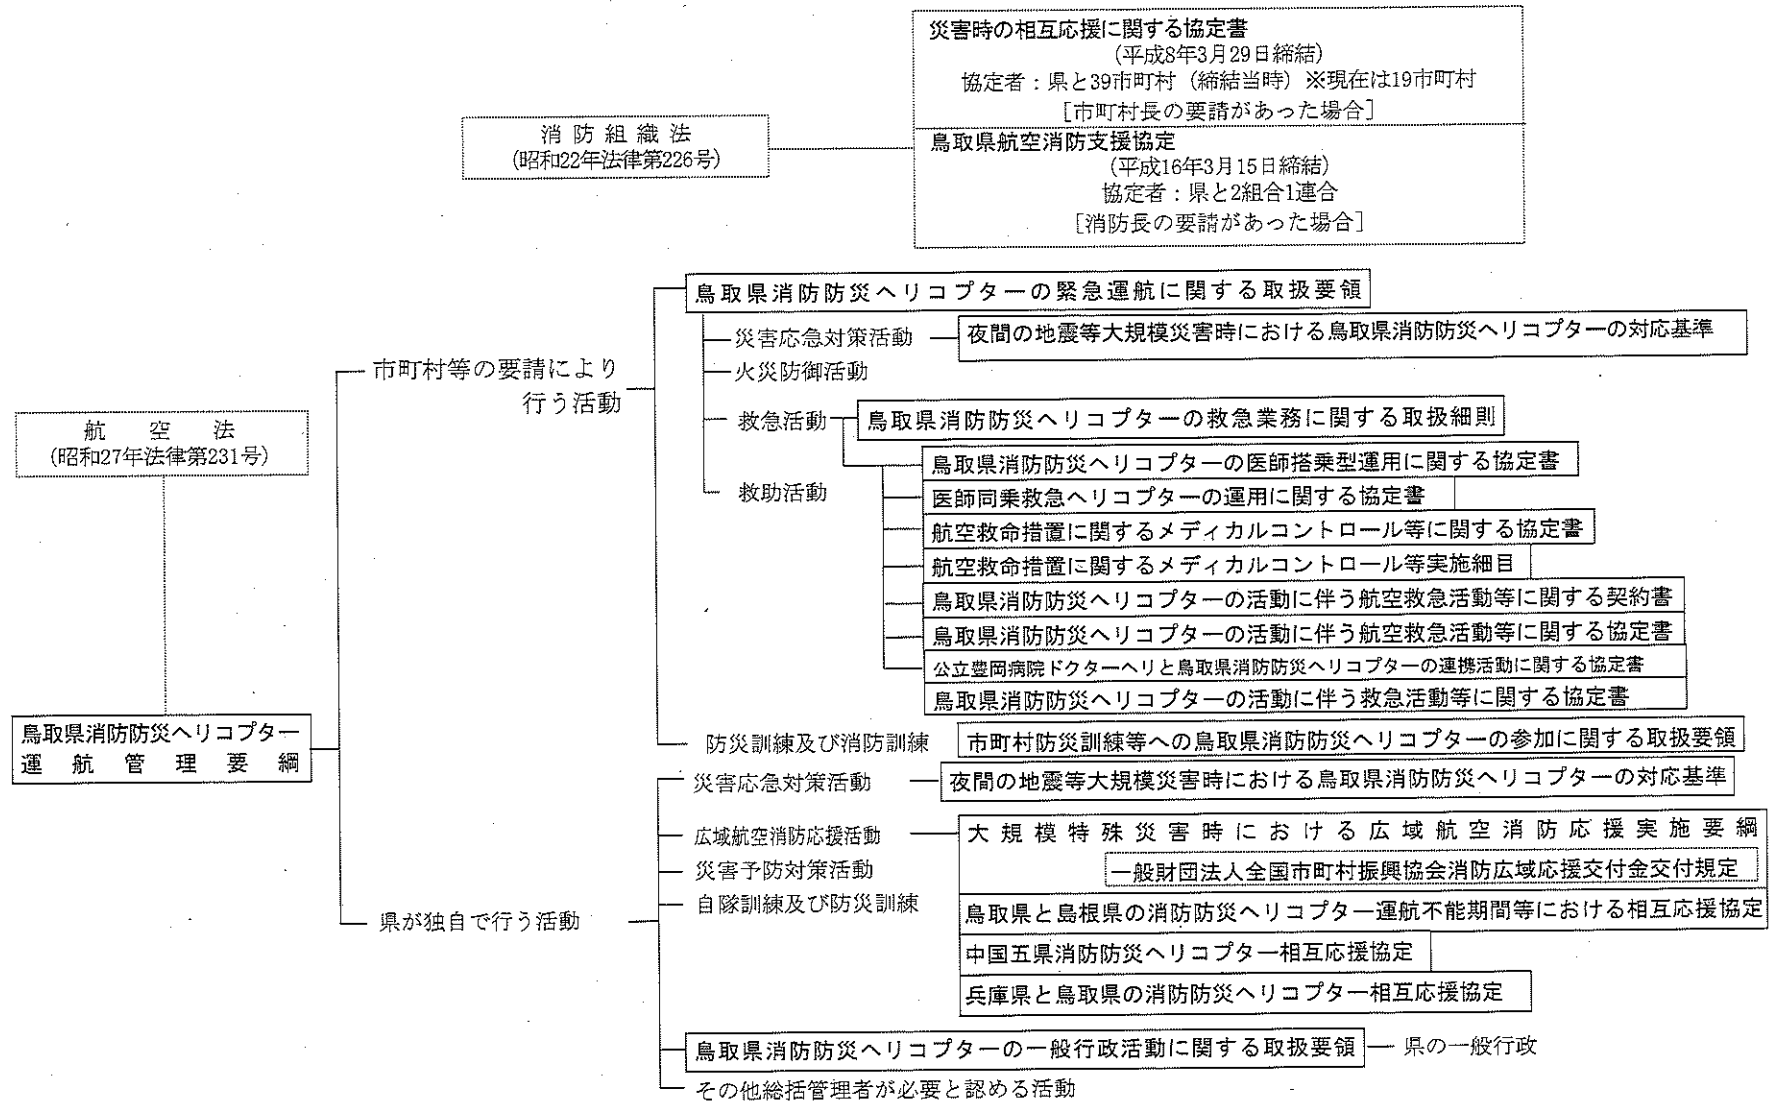 災害時の相互応援に関する協定書
(平成8年3月29日締結)
協定者：県と39市町村（締結当時）※現在は19市町村
［市町村長の要請があった場合］
消防組織法
(昭和22年法律第226号)
鳥取県航空消防支援協定
(平成16年3月15日締結)
協定者：県と2組合1連合
［消防長の要請があった場合］
鳥取県消防防災ヘリコプターの緊急運航に関する取扱要領
災害応急対策活動
夜間の地震等大規模災害時における鳥取県消防防災ヘリコプターの対応基準
市町村等の要請により
行う活動
火災防御活動
航空法
(昭和27年法律第231号)
救急活動
鳥取県消防防災ヘリコプターの救急業務に関する取扱細則
鳥取県消防防災ヘリコプターの医師搭乗型運用に関する協定書
救助活動
医師同乗救急ヘリコプターの運用に関する協定書
航空救命措置に関するメディカルコントロール等に関する協定書
航空救命措置に関するメディカルコントロール等実施細目
鳥取県消防防災ヘリコプターの活動に伴う航空救急活動等に関する契約書
鳥取県消防防災ヘリコプターの活動に伴う航空救急活動等に関する協定書
公立豊岡病院ドクターヘリと鳥取県消防防災ヘリコプターの連携活動に関する協定書
鳥取県消防防災ヘリコプターの活動に伴う救急活動等に関する協定書
鳥取県消防防災ヘリコプター
運航管理要綱
防災訓練及び消防訓練
市町村防災訓練等への鳥取県消防防災ヘリコプターの参加に関する取扱要領
災害応急対策活動
夜間の地震等大規模災害時における鳥取県消防防災ヘリコプターの対応基準
広域航空消防応援活動
大規模特殊災害時における広域航空消防応援実施要綱
災害予防対策活動
一般財団法人全国市町村振興協会消防広域応援交付金交付規定
自隊訓練及び防災訓練
鳥取県と島根県の消防防災ヘリコプター運航不能期間等における相互応援協定
県が独自で行う活動
中国五県消防防災ヘリコプター相互応援協定
兵庫県と鳥取県の消防防災ヘリコプター相互応援協定
鳥取県消防防災ヘリコプターの一般行政活動に関する取扱要領
県の一般行政
その他総括管理者が必要と認める活動